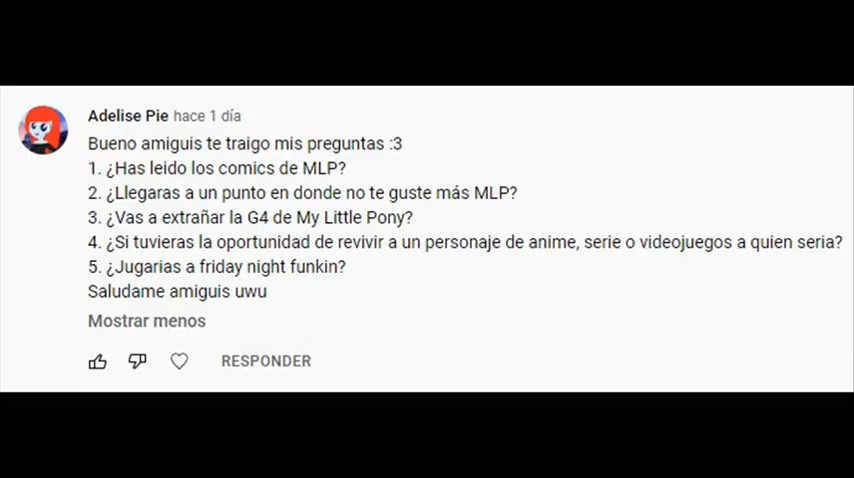 Adelise Pie hace 1 día
Bueno amiguis te traigo mis preguntas :3
1. ¿Has leido los comics de MLP?
2. ¿Llegaras a un punto en donde no te guste más MLP?
3. ¿Vas a extrañar la G4 de My Little Pony?
4. ¿Si tuvieras la oportunidad de revivir a un personaje de anime, serie o videojuegos a quien seria?
5. ¿Jugarias a friday night funkin?
Saludame amiguis uwu
Mostrar menos
RESPONDER